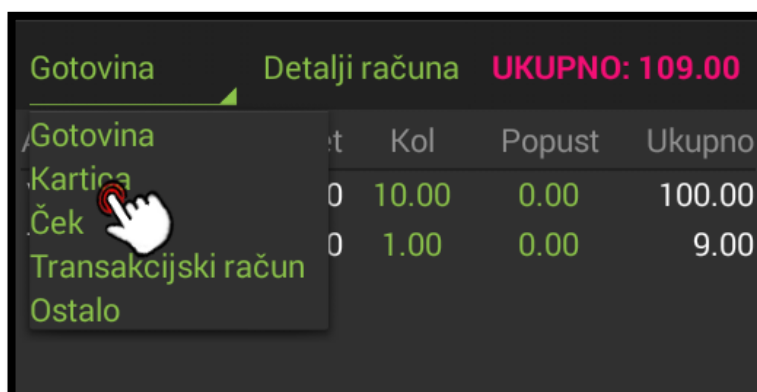 Gotovina Detalji računa UKUPNO: 109.00
Gotovina Kol Popust Ukupno
Kartica 10.00 0.00 100.00
Ček 1.00 0.00 9.00
Transakcijski račun
Ostalo